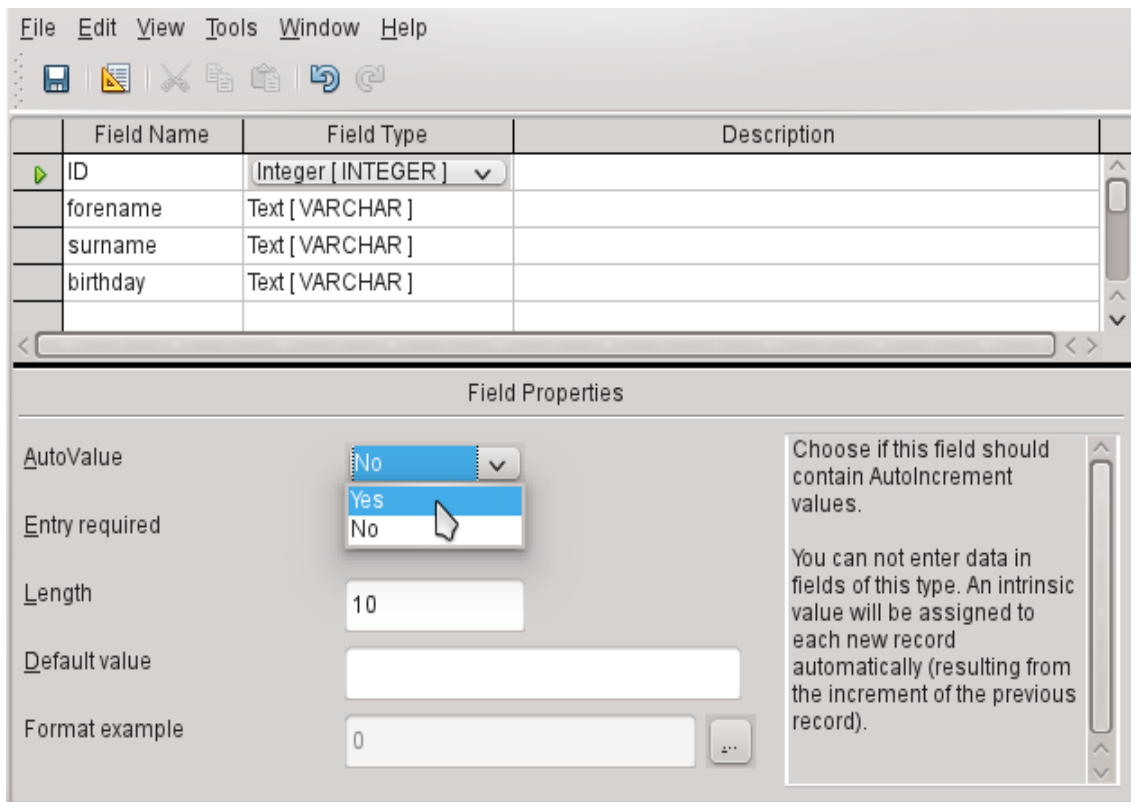 File Edit View Tools Window Help
Field Name Field Type Description
ID Integer [ INTEGER ]
forename Text [ VARCHAR ]
surname Text [ VARCHAR ]
birthday Text [ VARCHAR ]
Field Properties
AutoValue No
Yes
No
Entry required
Length 10
Default value
Format example 0 ...
Choose if this field should
contain AutoIncrement
values.
You can not enter data in
fields of this type. An intrinsic
value will be assigned to
each new record
automatically (resulting from
the increment of the previous
record).